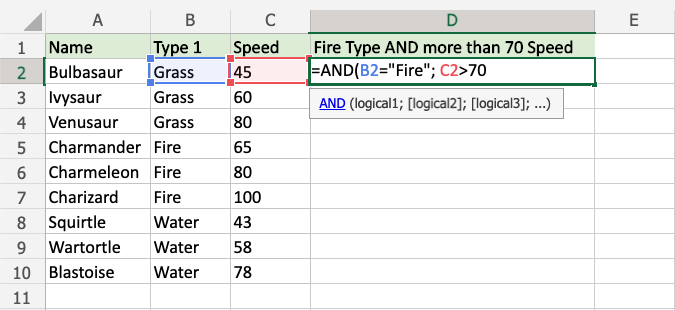 A B C D E
1 Name Type 1 Speed Fire Type AND more than 70 Speed
2 Bulbasaur Grass 45 =AND(B2="Fire"; C2>70
AND (logical1; [logical2]; [logical3]; ...)
3 Ivysaur Grass 60
4 Venusaur Grass 80
5 Charmander Fire 65
6 Charmeleon Fire 80
7 Charizard Fire 100
8 Squirtle Water 43
9 Wartortle Water 58
10 Blastoise Water 78
11